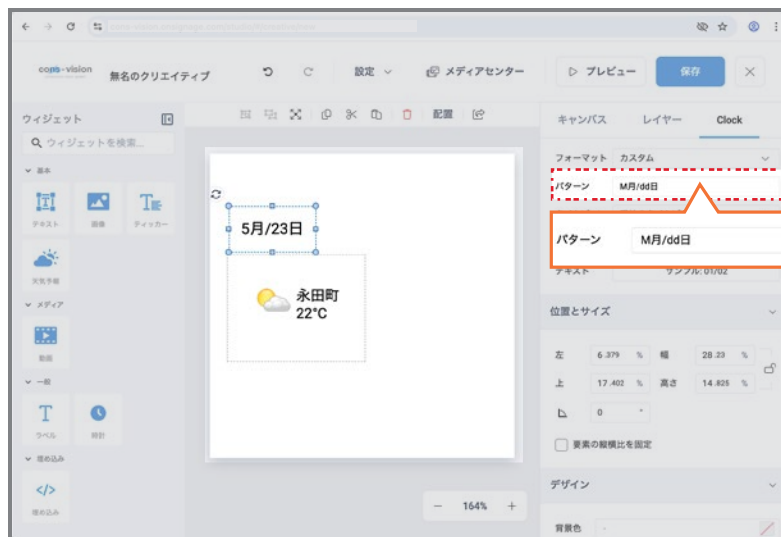 com-vision
無名のクリエイティブ
設定
メディアセンター
プレビュー
保存
ウィジェット
ウィジェットを検索...
基本
テキスト
画像
ティッカー
天気予報
メディア
動画
一般
ラベル
時計
埋め込み
</>
埋め込み
配置
5月/23日
永田町
22°C
164%
キャンバス
レイヤー
Clock
フォーマット カスタム
パターン M月/dd日
パターン M月/dd日
テキスト サンプル: 01/02
位置とサイズ
左 6.379 % 幅 28.23 %
上 17.402 % 高さ 14.825 %
0 °
要素の縦横比を固定
デザイン
背景色 -